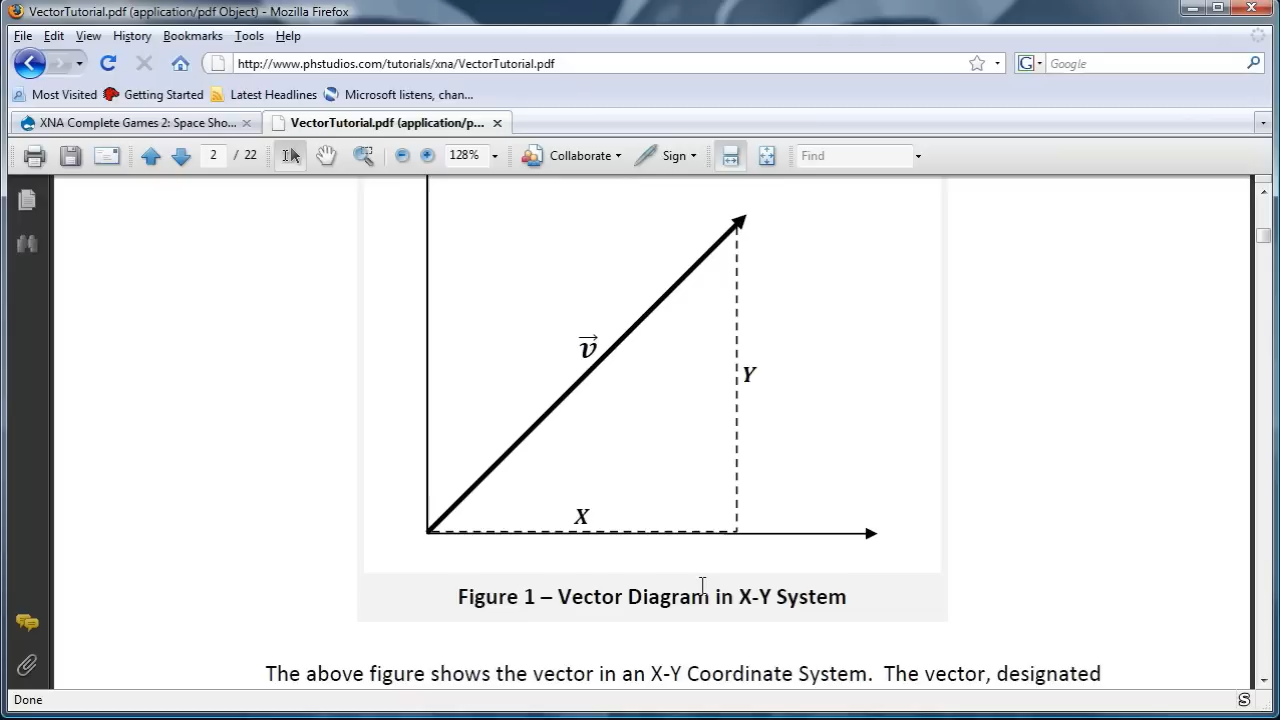 VectorTutorial.pdf (application/pdf Object) - Mozilla Firefox
File Edit View History Bookmarks Tools Help
http://www.phstudios.com/tutorials/xna/VectorTutorial.pdf
G Google
Most Visited Getting Started Latest Headlines Microsoft listens, chan...
XNA Complete Games 2: Space Sho... VectorTutorial.pdf (application/p...
2 / 22 128% Collaborate Sign Find
v
Y
X
Figure 1 – Vector Diagram in X-Y System
The above figure shows the vector in an X-Y Coordinate System. The vector, designated
Done
S